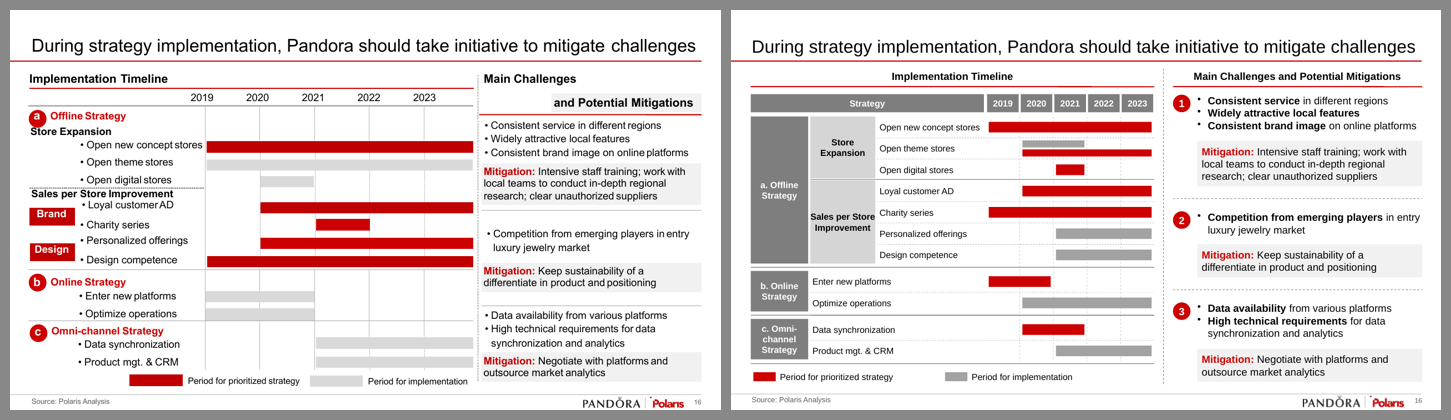 During strategy implementation, Pandora should take initiative to mitigate challenges
Implementation Timeline
2019 2020 2021 2022 2023
a Offline Strategy
Store Expansion
• Open new concept stores
• Open theme stores
• Open digital stores
Sales per Store Improvement
Brand • Loyal customer AD
• Charity series
Design • Personalized offerings
• Design competence
b Online Strategy
• Enter new platforms
• Optimize operations
c Omni-channel Strategy
• Data synchronization
• Product mgt. & CRM
Period for prioritized strategy Period for implementation
Main Challenges
and Potential Mitigations
• Consistent service in different regions
• Widely attractive local features
• Consistent brand image on online platforms
Mitigation: Intensive staff training; work with
local teams to conduct in-depth regional
research; clear unauthorized suppliers
• Competition from emerging players in entry
luxury jewelry market
Mitigation: Keep sustainability of a
differentiate in product and positioning
• Data availability from various platforms
• High technical requirements for data
synchronization and analytics
Mitigation: Negotiate with platforms and
outsource market analytics
Source: Polaris Analysis
PANDÖRA Polaris 16
During strategy implementation, Pandora should take initiative to mitigate challenges
Implementation Timeline
Strategy 2019 2020 2021 2022 2023
a. Offline
Strategy
Store
Expansion
Open new concept stores
Open theme stores
Open digital stores
Sales per Store
Improvement
Loyal customer AD
Charity series
Personalized offerings
Design competence
b. Online
Strategy
Enter new platforms
Optimize operations
c. Omni-
channel
Strategy
Data synchronization
Product mgt. & CRM
Period for prioritized strategy Period for implementation
Main Challenges and Potential Mitigations
1 • Consistent service in different regions
• Widely attractive local features
• Consistent brand image on online platforms
Mitigation: Intensive staff training; work with
local teams to conduct in-depth regional
research; clear unauthorized suppliers
2 • Competition from emerging players in entry
luxury jewelry market
Mitigation: Keep sustainability of a
differentiate in product and positioning
3 • Data availability from various platforms
• High technical requirements for data
synchronization and analytics
Mitigation: Negotiate with platforms and
outsource market analytics
Source: Polaris Analysis
PANDÖRA Polaris 16